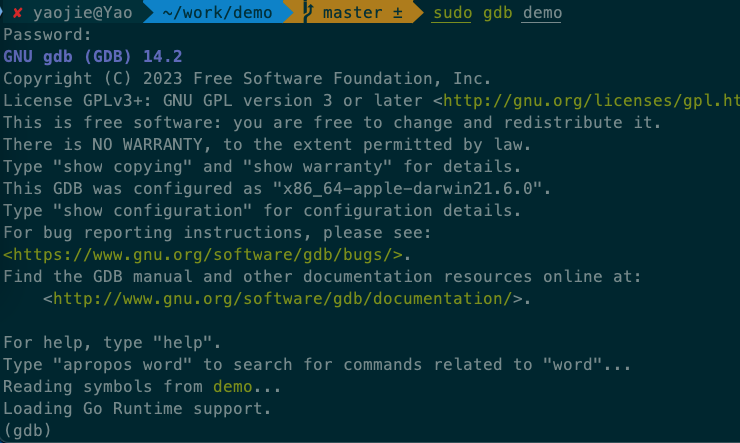 ✘ yaojie@Yao ~/work/demo master ± sudo gdb demo
Password:
GNU gdb (GDB) 14.2
Copyright (C) 2023 Free Software Foundation, Inc.
License GPLv3+: GNU GPL version 3 or later <http://gnu.org/licenses/gpl.ht
This is free software: you are free to change and redistribute it.
There is NO WARRANTY, to the extent permitted by law.
Type "show copying" and "show warranty" for details.
This GDB was configured as "x86_64-apple-darwin21.6.0".
Type "show configuration" for configuration details.
For bug reporting instructions, please see:
<https://www.gnu.org/software/gdb/bugs/>.
Find the GDB manual and other documentation resources online at:
    <http://www.gnu.org/software/gdb/documentation/>.

For help, type "help".
Type "apropos word" to search for commands related to "word"...
Reading symbols from demo...
Loading Go Runtime support.
(gdb)